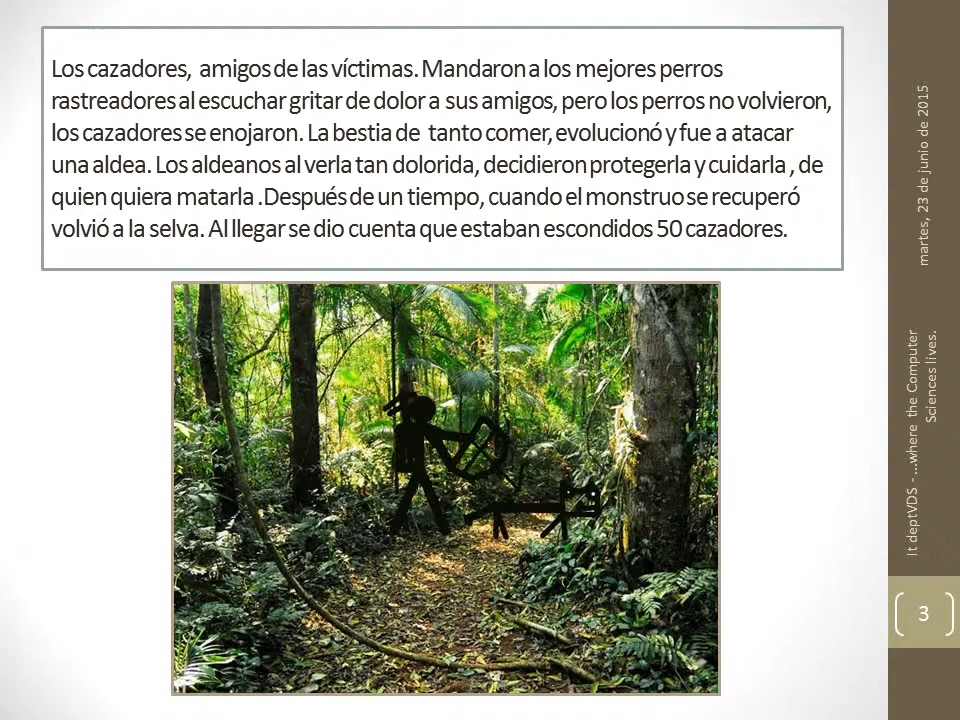 Los cazadores, amigos de las víctimas. Mandaron a los mejores perros
rastreadores al escuchar gritar de dolor a sus amigos, pero los perros no volvieron,
los cazadores se enojaron. La bestia de tanto comer, evolucionó y fue a atacar
una aldea. Los aldeanos al verla tan dolorida, decidieron protegerla y cuidarla , de
quien quiera matarla .Después de un tiempo, cuando el monstruo se recuperó
volvió a la selva. Al llegar se dio cuenta que estaban escondidos 50 cazadores.
martes, 23 de junio de 2015
It deptVDS - ...where the Computer
Sciences lives.
3